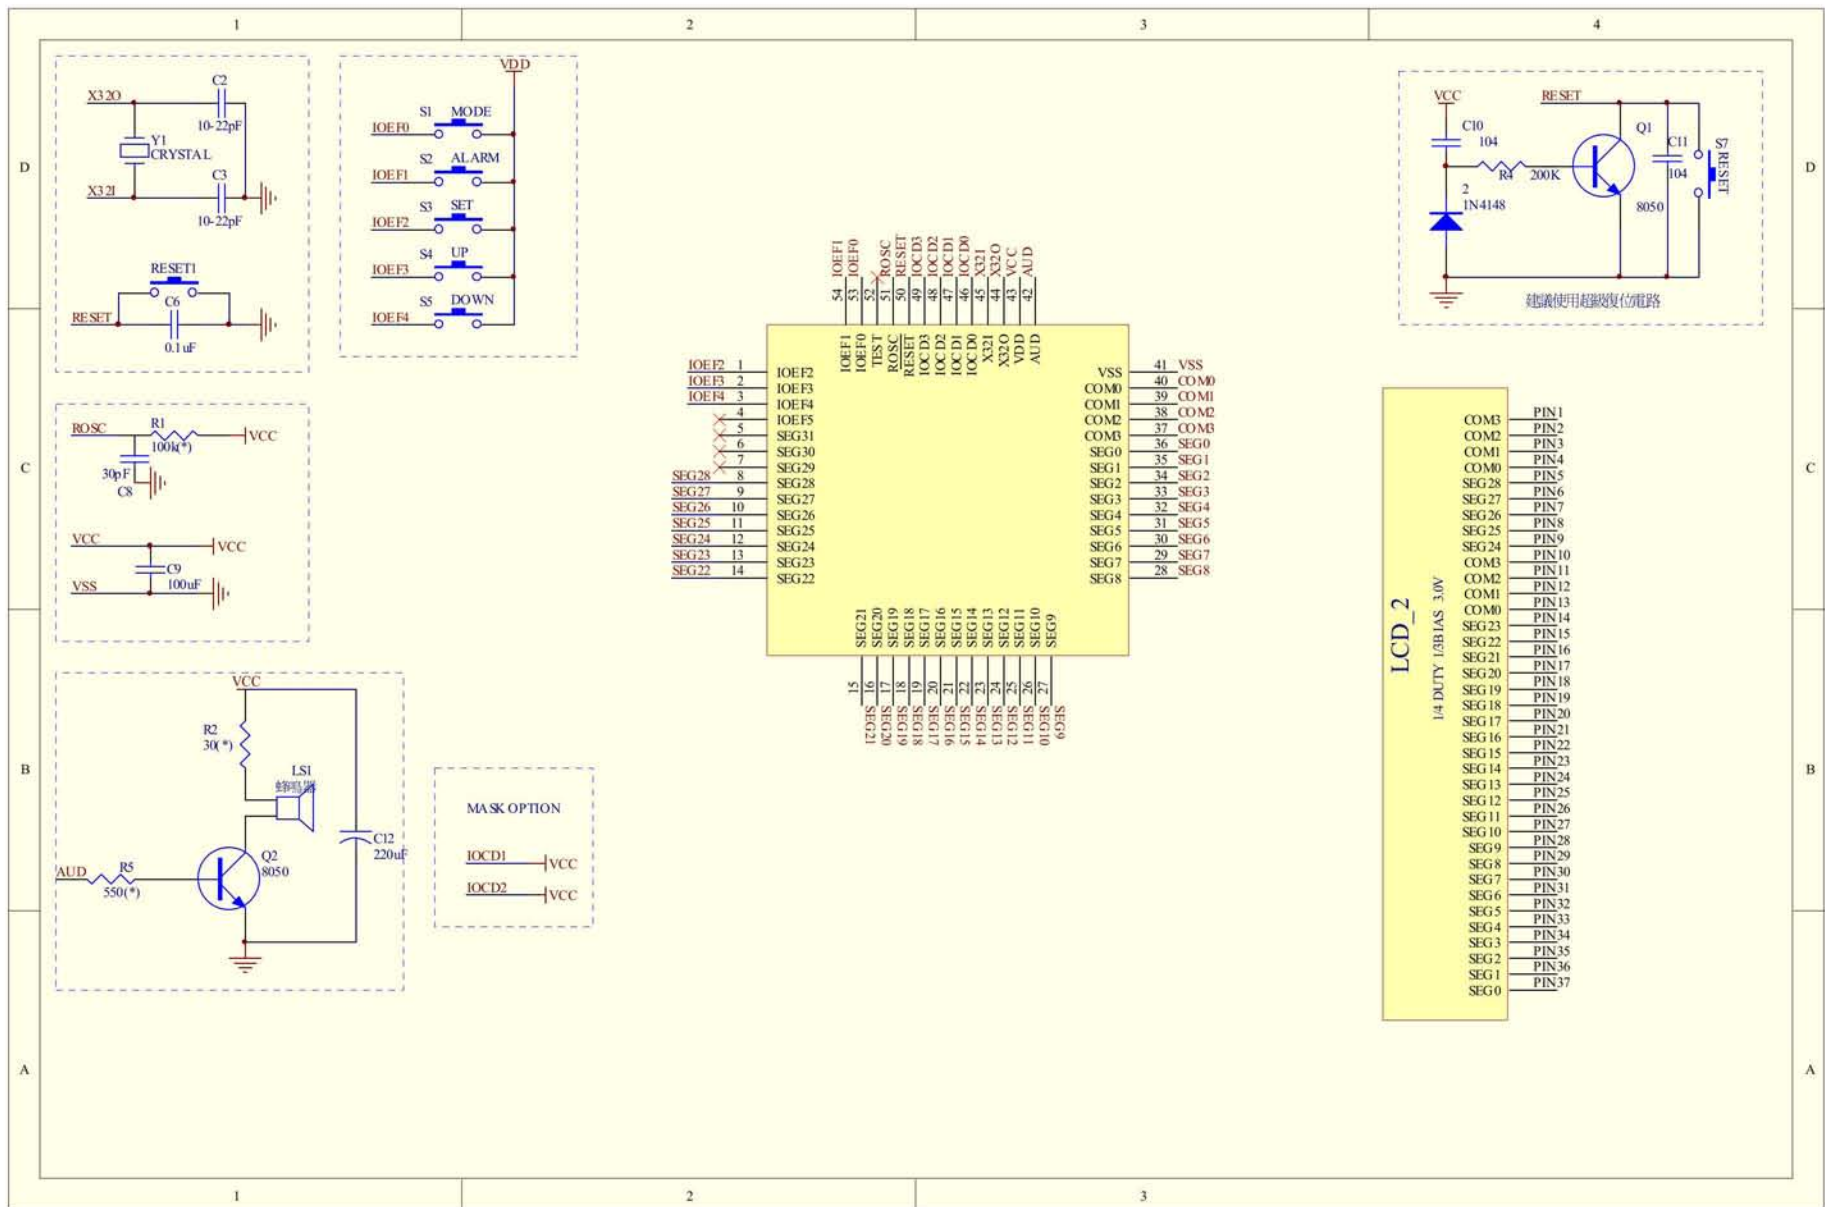 1
2
3
4
D
C
B
A
X32O
C2
10-22pF
Y1
CRYSTAL
X32I
C3
10-22pF
RESET1
C6
RESET
0.1uF
VDD
S1 MODE
IOEF0
S2 ALARM
IOEF1
S3 SET
IOEF2
S4 UP
IOEF3
S5 DOWN
IOEF4
ROSC
R1
100k(*)
VCC
30pF
C8
VCC
VCC
C9
100uF
VSS
VCC
R2
30(*)
LS1
蜂鳴器
C12
220uF
AUD
R5
550(*)
Q2
8050
MASK OPTION
IOCD1
VCC
IOCD2
VCC
IOEF1
IOEF0
ROSC
RESET
IOCD3
IOCD2
IOCD1
IOCD0
X321
X32O
VCC
AUD
54
53
52
51
50
49
48
47
46
45
44
43
42
IOEF1
IOEF0
TEST
ROSC
RESET
IOCD3
IOCD2
IOCD1
IOCD0
X321
X32O
VDD
AUD
IOEF2 1 IOEF2
IOEF3 2 IOEF3
IOEF4 3 IOEF4
4 IOEF5
5 SEG31
6 SEG30
7 SEG29
SEG28 8 SEG28
SEG27 9 SEG27
SEG26 10 SEG26
SEG25 11 SEG25
SEG24 12 SEG24
SEG23 13 SEG23
SEG22 14 SEG22
VSS 41 VSS
COM0 40 COM0
COM1 39 COM1
COM2 38 COM2
COM3 37 COM3
SEG0 36 SEG0
SEG1 35 SEG1
SEG2 34 SEG2
SEG3 33 SEG3
SEG4 32 SEG4
SEG5 31 SEG5
SEG6 30 SEG6
SEG7 29 SEG7
SEG8 28 SEG8
SEG21
SEG20
SEG19
SEG18
SEG17
SEG16
SEG15
SEG14
SEG13
SEG12
SEG11
SEG10
SEG9
15
16
17
18
19
20
21
22
23
24
25
26
27
SEG21
SEG20
SEG19
SEG18
SEG17
SEG16
SEG15
SEG14
SEG13
SEG12
SEG11
SEG10
SEG9
VCC
RESET
C10
104
Q1
C11
104
S7
RESET
R4 200K
2
1N4148
8050
建議使用超級復位電路
LCD_2
1/4 DUTY 1/3BIAS 3.0V
COM3 PIN1
COM2 PIN2
COM1 PIN3
COM0 PIN4
SEG28 PIN5
SEG27 PIN6
SEG26 PIN7
SEG25 PIN8
SEG24 PIN9
COM3 PIN10
COM2 PIN11
COM1 PIN12
COM0 PIN13
SEG23 PIN14
SEG22 PIN15
SEG21 PIN16
SEG20 PIN17
SEG19 PIN18
SEG18 PIN19
SEG17 PIN20
SEG16 PIN21
SEG15 PIN22
SEG14 PIN23
SEG13 PIN24
SEG12 PIN25
SEG11 PIN26
SEG10 PIN27
SEG9 PIN28
SEG8 PIN29
SEG7 PIN30
SEG6 PIN31
SEG5 PIN32
SEG4 PIN33
SEG3 PIN34
SEG2 PIN35
SEG1 PIN36
SEG0 PIN37
D
C
B
A
1
2
3